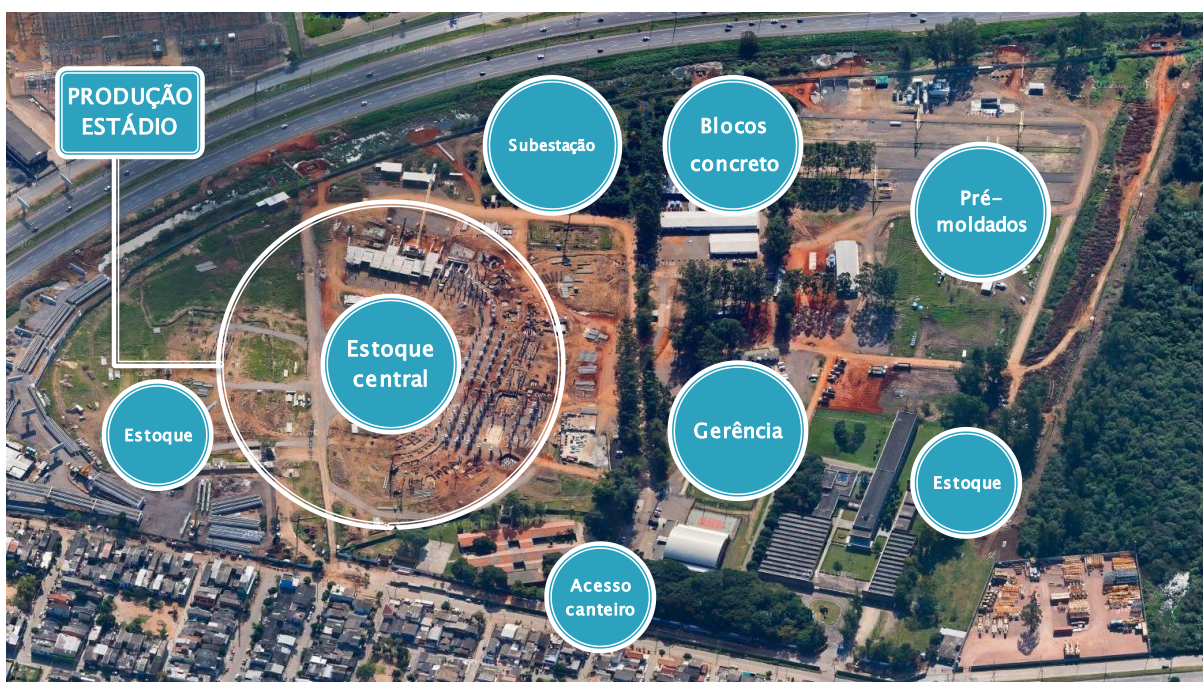 PRODUÇÃO
ESTÁDIO
Subestação
Blocos
concreto
Pré-
moldados
Estoque
central
Estoque
Gerência
Estoque
Acesso
canteiro